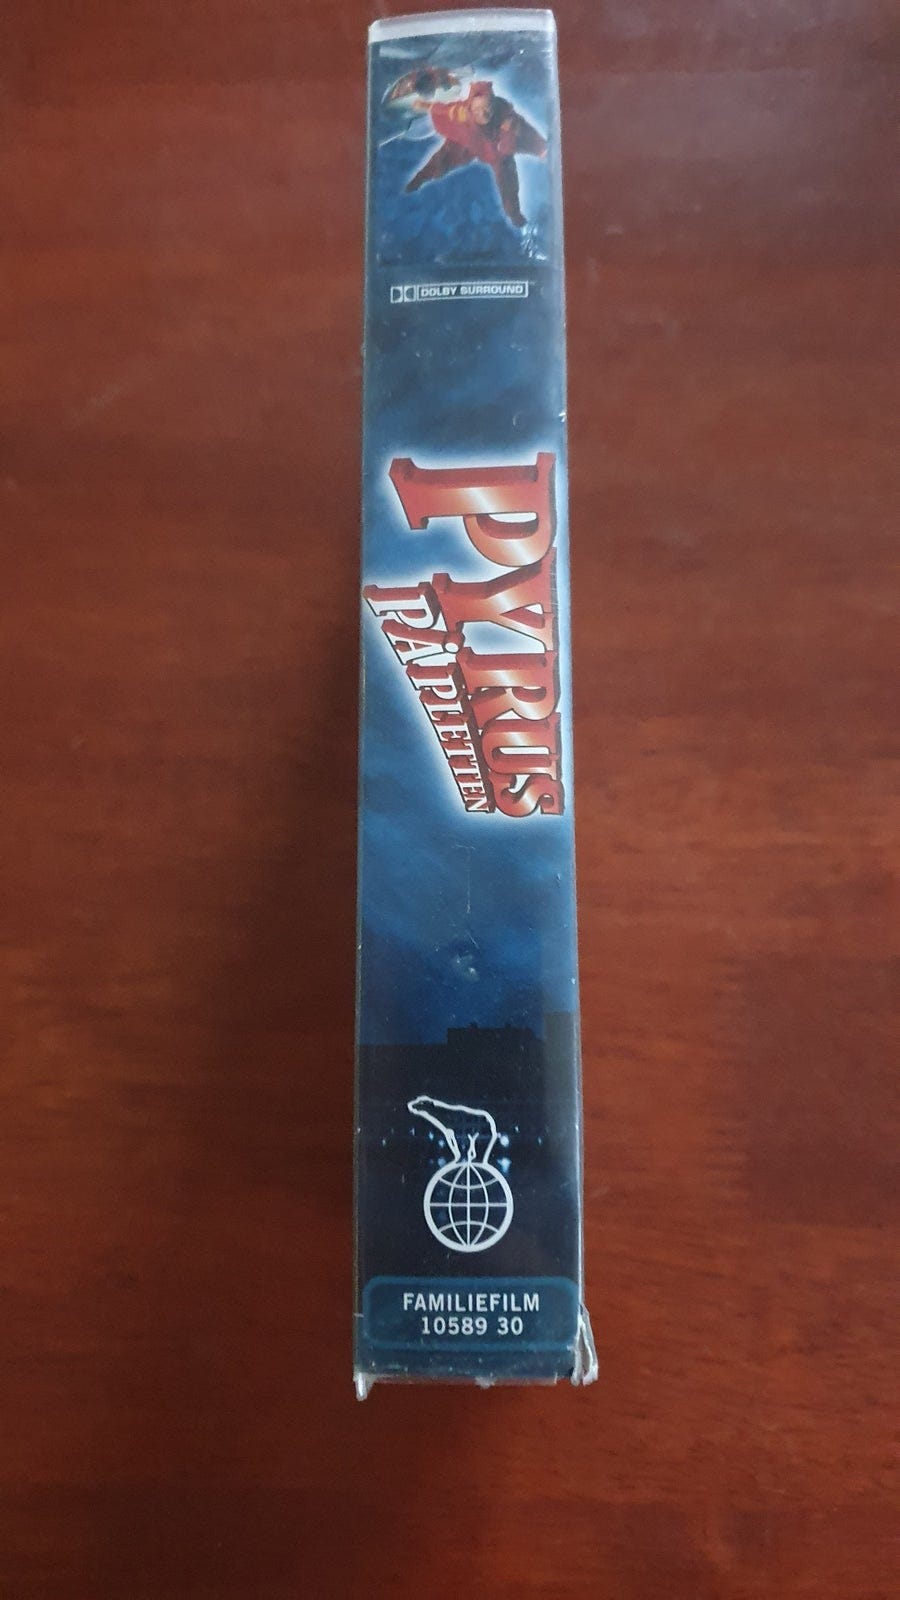 DOLBY SURROUND
PYRUS
PÅ PLETTEN
FAMILIEFILM
10589 30